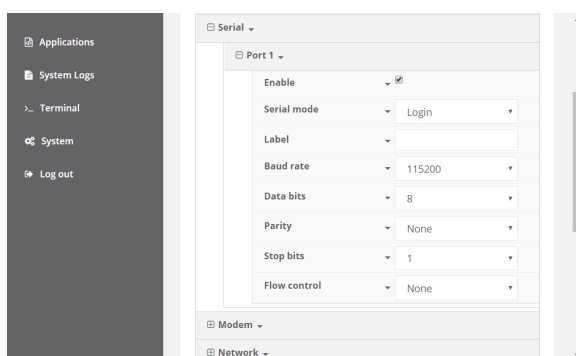 Applications
System Logs
Terminal
System
Log out
Serial
Port 1
Enable
Serial mode Login
Label
Baud rate 115200
Data bits 8
Parity None
Stop bits 1
Flow control None
Modem
Network